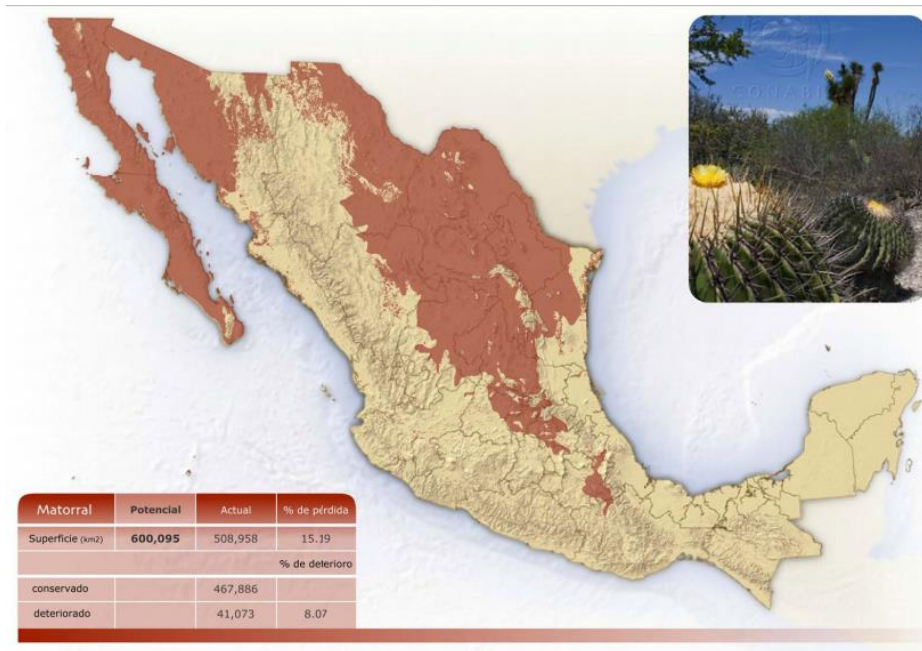 CONABIO
Matorral Potencial Actual % de pérdida
Superficie (km2) 600,095 508,958 15.19
% de deterioro
conservado 467,886
deteriorado 41,073 8.07